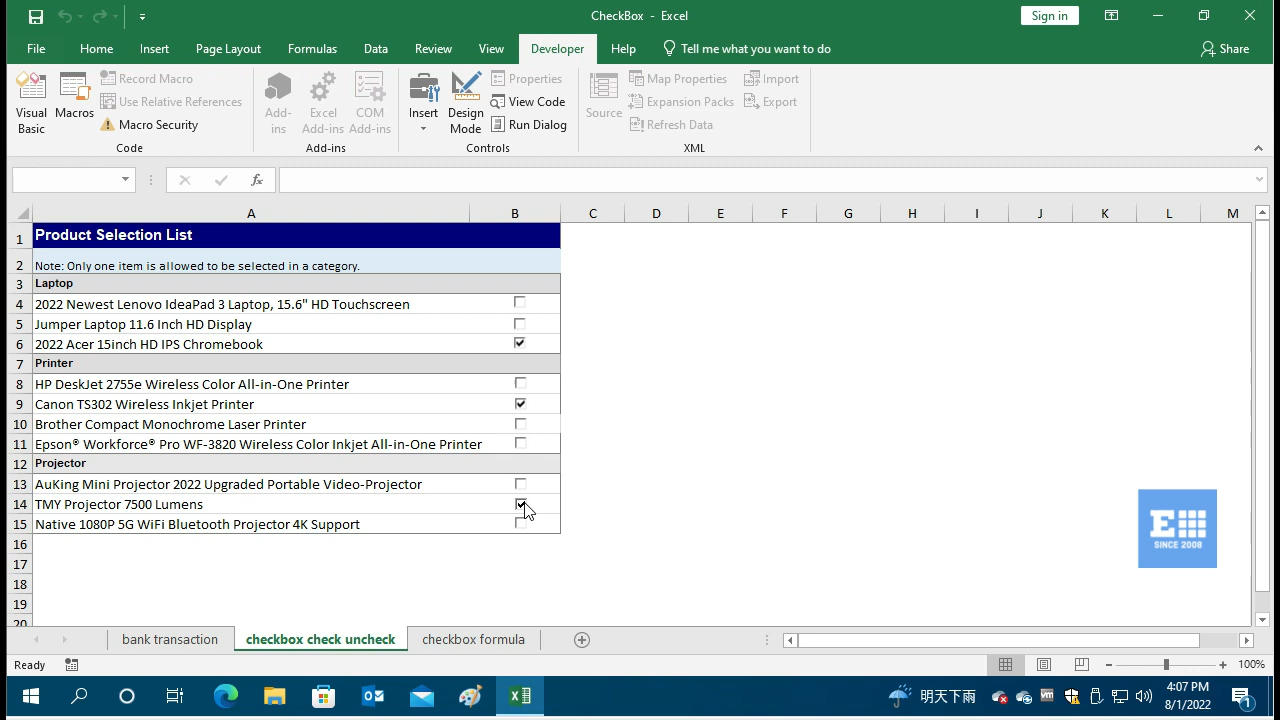 CheckBox - Excel
Sign in
File Home Insert Page Layout Formulas Data Review View Developer Help Tell me what you want to do Share
Visual Basic
Macros
Record Macro
Use Relative References
Macro Security
Code
Add-ins
Excel Add-ins
COM Add-ins
Add-ins
Insert
Design Mode
Properties
View Code
Run Dialog
Controls
Source
Map Properties
Expansion Packs
Refresh Data
Import
Export
XML
fx
A B C D E F G H I J K L M
1 Product Selection List
2 Note: Only one item is allowed to be selected in a category.
3 Laptop
4 2022 Newest Lenovo IdeaPad 3 Laptop, 15.6" HD Touchscreen
5 Jumper Laptop 11.6 Inch HD Display
6 2022 Acer 15inch HD IPS Chromebook
7 Printer
8 HP DeskJet 2755e Wireless Color All-in-One Printer
9 Canon TS302 Wireless Inkjet Printer
10 Brother Compact Monochrome Laser Printer
11 Epson® Workforce® Pro WF-3820 Wireless Color Inkjet All-in-One Printer
12 Projector
13 AuKing Mini Projector 2022 Upgraded Portable Video-Projector
14 TMY Projector 7500 Lumens
15 Native 1080P 5G WiFi Bluetooth Projector 4K Support
16
17
18
19
20
E
SINCE 2008
bank transaction checkbox check uncheck checkbox formula
Ready
100%
明天下雨
4:07 PM
8/1/2022
1